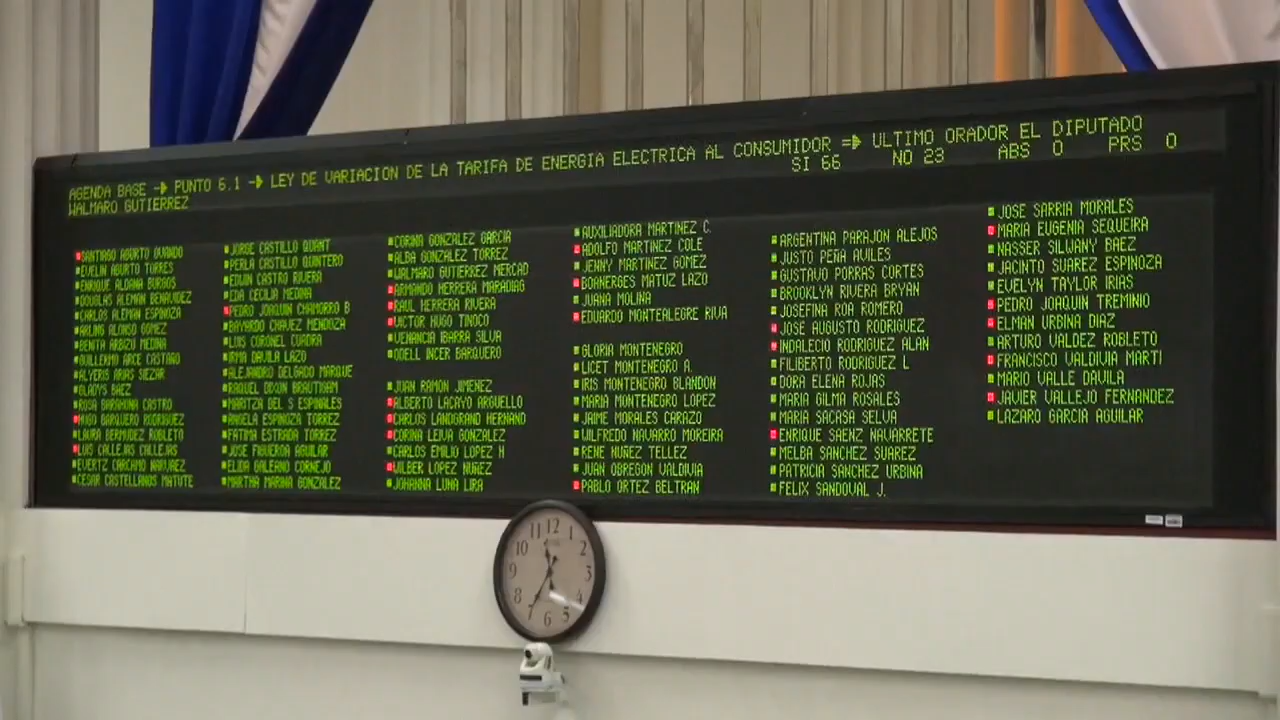 AGENDA BASE → PUNTO 6.1 → LEY DE VARIACION DE LA TARIFA DE ENERGIA ELECTRICA AL CONSUMIDOR ⇒ ULTIMO ORADOR EL DIPUTADO
WALMARO GUTIERREZ
SI 66 NO 23 ABS 0 PRS 0
SANTIAGO ABURTO OVANDO
EVELIN ABURTO TORRES
ENRIQUE ALDANA BURGOS
DOUGLAS ALEMAN BENAVIDEZ
CARLOS ALEMAN ESPINOZA
ARLING ALONSO GOMEZ
BENITA ARBIZU MEDINA
GUILLERMO ARCE CASTAÑO
ALYERIS ARIAS SIEZAR
GLADYS BAEZ
ROSA BARAHONA CASTRO
HUGO BARQUERO RODRIGUEZ
LAURA BERMUDEZ ROBLETO
LUIS CALLEJAS CALLEJAS
EVERTZ CARCAMO NARVAEZ
CESAR CASTELLANOS MATUTE
JORGE CASTILLO QUANT
PERLA CASTILLO QUINTERO
EDWIN CASTRO RIVERA
EDA CECILIA MEDINA
PEDRO JOAQUIN CHAMORRO B
BAYARDO CHAVEZ MENDOZA
LUIS CORONEL CUADRA
IRMA DAVILA LAZO
ALEJANDRO DELGADO MARQUE
RAQUEL DIXON BRAUTIGAM
MARITZA DEL S ESPINALES
ANGELA ESPINOZA TORREZ
FATIMA ESTRADA TORREZ
JOSE FIGUEROA AGUILAR
ELIDA GALEANO CORNEJO
MARTHA MARINA GONZALEZ
CORINA GONZALEZ GARCIA
ALBA GONZALEZ TORREZ
WALMARO GUTIERREZ MERCAD
ARMANDO HERRERA MARADIAG
RAUL HERRERA RIVERA
VICTOR HUGO TINOCO
VENANCIA IBARRA SILVA
ODELL INCER BARQUERO
JUAN RAMON JIMENEZ
ALBERTO LACAYO ARGUELLO
CARLOS LANGRAND HERNAND
CORINA LEIVA GONZALEZ
CARLOS EMILIO LOPEZ H
WILBER LOPEZ NUÑEZ
JOHANNA LUNA LIRA
AUXILIADORA MARTINEZ C.
ADOLFO MARTINEZ COLE
JENNY MARTINEZ GOMEZ
BOANERGES MATUZ LAZO
JUANA MOLINA
EDUARDO MONTEALEGRE RIVA
GLORIA MONTENEGRO
LICET MONTENEGRO A.
IRIS MONTENEGRO BLANDON
MARIA MONTENEGRO LOPEZ
JAIME MORALES CARAZO
WILFREDO NAVARRO MOREIRA
RENE NUÑEZ TELLEZ
JUAN OBREGON VALDIVIA
PABLO ORTEZ BELTRAN
ARGENTINA PARAJON ALEJOS
JUSTO PEÑA AVILES
GUSTAVO PORRAS CORTES
BROOKLYN RIVERA BRYAN
JOSEFINA ROA ROMERO
JOSE AUGUSTO RODRIGUEZ
INDALECIO RODRIGUEZ ALAN
FILIBERTO RODRIGUEZ L
DORA ELENA ROJAS
MARIA GILMA ROSALES
MARIA SACASA SELVA
ENRIQUE SAENZ NAVARRETE
MELBA SANCHEZ SUAREZ
PATRICIA SANCHEZ URBINA
FELIX SANDOVAL J.
JOSE SARRIA MORALES
MARIA EUGENIA SEQUEIRA
NASSER SILWANY BAEZ
JACINTO SUAREZ ESPINOZA
EVELYN TAYLOR IRIAS
PEDRO JOAQUIN TREMINIO
ELMAN URBINA DIAZ
ARTURO VALDEZ ROBLETO
FRANCISCO VALDIVIA MARTI
MARIO VALLE DAVILA
JAVIER VALLEJO FERNANDEZ
LAZARO GARCIA AGUILAR
11 12 1
10 2
9 3
8 4
7 6